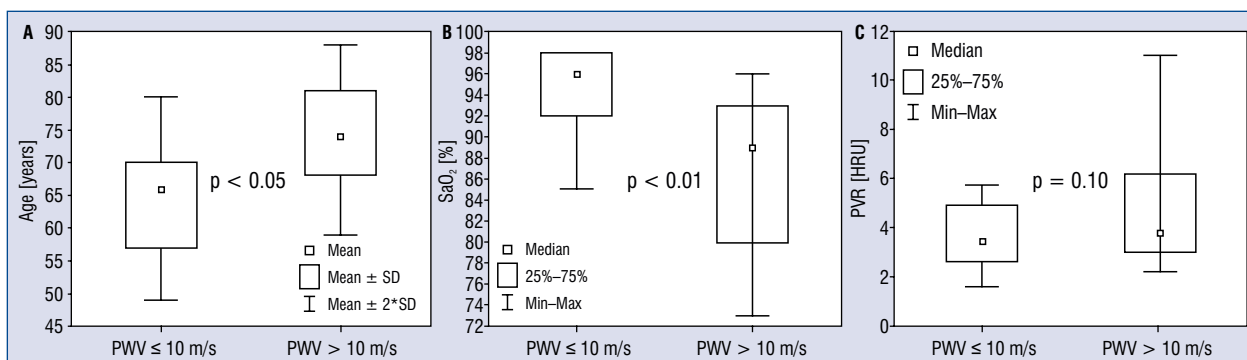 A
Age [years]
90
85
80
75
70
65
60
55
50
45
p < 0.05
Mean
Mean ± SD
Mean ± 2*SD
PWV ≤ 10 m/s
PWV > 10 m/s
B
SaO₂ [%]
100
98
96
94
92
90
88
86
84
82
80
78
76
74
72
p < 0.01
Median
25%–75%
Min–Max
PWV ≤ 10 m/s
PWV > 10 m/s
C
PVR [HRU]
12
10
8
6
4
2
0
Median
25%–75%
Min–Max
p = 0.10
PWV ≤ 10 m/s
PWV > 10 m/s